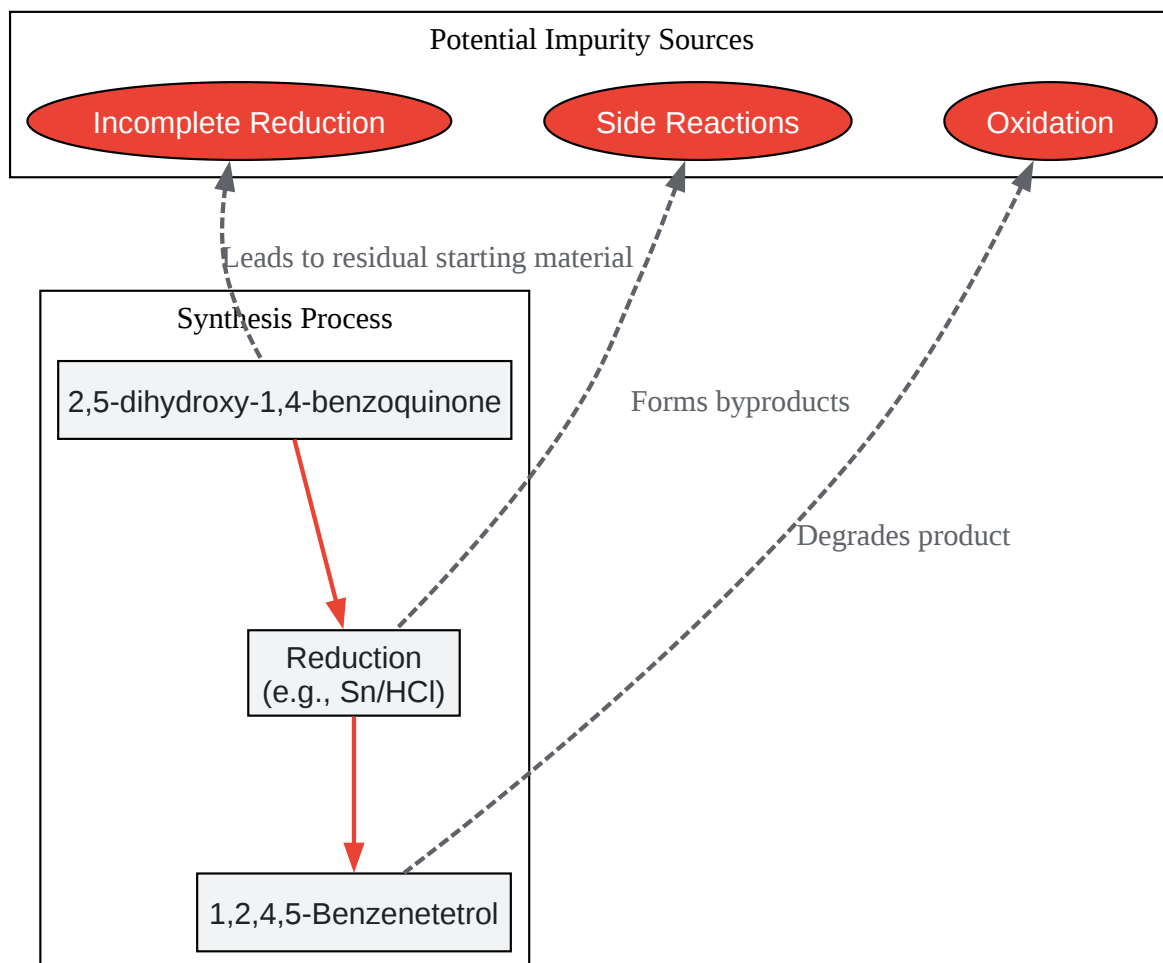 Potential Impurity Sources
Incomplete Reduction
Side Reactions
Oxidation
Leads to residual starting material
Synthesis Process
2,5-dihydroxy-1,4-benzoquinone
Forms byproducts
Degrades product
Reduction
(e.g., Sn/HCl)
1,2,4,5-Benzenetetrol